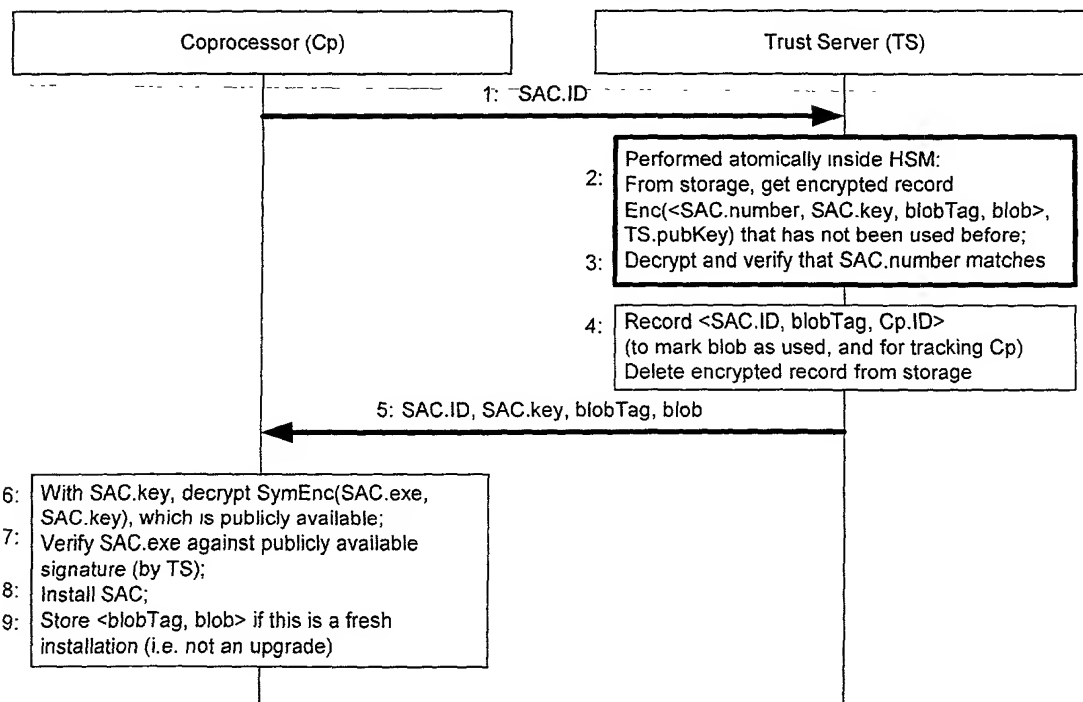 Coprocessor (Cp)
Trust Server (TS)
1: SAC.ID
2:
Performed atomically inside HSM:
From storage, get encrypted record
Enc(<SAC.number, SAC.key, blobTag, blob>,
TS.pubKey) that has not been used before;
3:
Decrypt and verify that SAC.number matches
4:
Record <SAC.ID, blobTag, Cp.ID>
(to mark blob as used, and for tracking Cp)
Delete encrypted record from storage
5: SAC.ID, SAC.key, blobTag, blob
6:
With SAC.key, decrypt SymEnc(SAC.exe,
SAC.key), which is publicly available;
7:
Verify SAC.exe against publicly available
signature (by TS);
8:
Install SAC;
9:
Store <blobTag, blob> if this is a fresh
installation (i.e. not an upgrade)